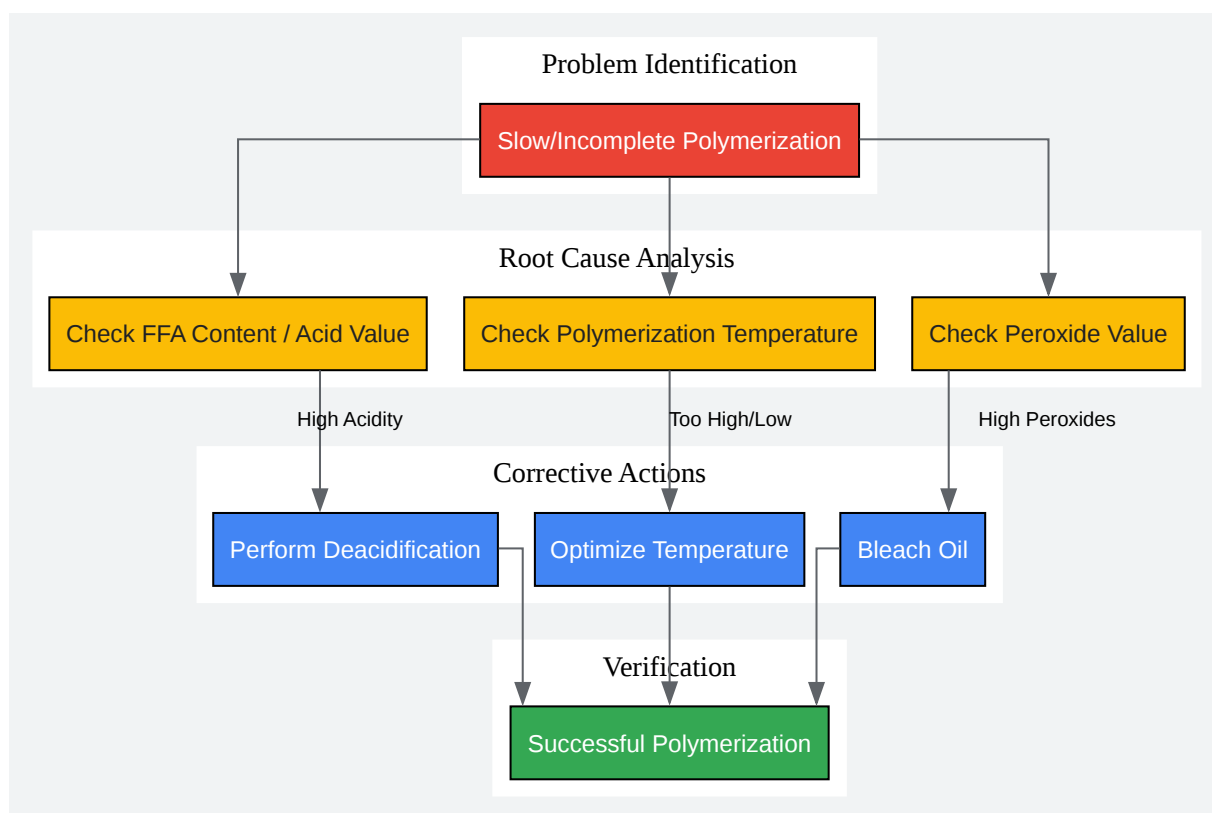 Problem Identification
Slow/Incomplete Polymerization
Root Cause Analysis
Check FFA Content / Acid Value
Check Polymerization Temperature
Check Peroxide Value
High Acidity
Too High/Low
High Peroxides
Corrective Actions
Perform Deacidification
Optimize Temperature
Bleach Oil
Verification
Successful Polymerization